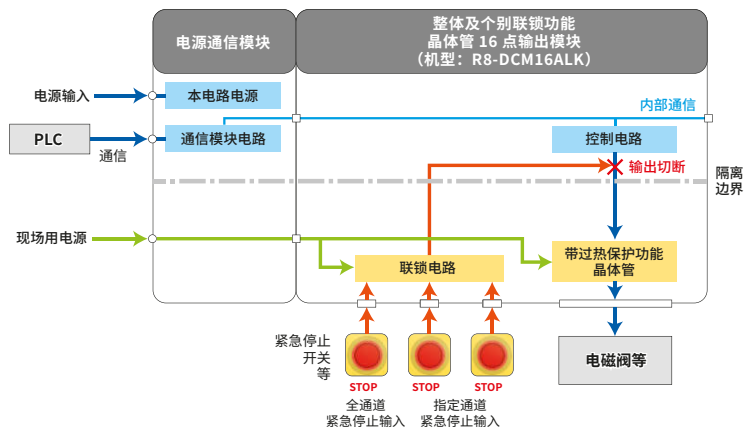 电源通信模块
整体及个别联锁功能
晶体管 16 点输出模块
（机型：R8-DCM16ALK）
电源输入
本电路电源
内部通信
PLC
通信
通信模块电路
控制电路
输出切断
隔离
边界
现场用电源
联锁电路
带过热保护功能
晶体管
紧急停止
开关
等
STOP
STOP
STOP
电磁阀等
全通道
紧急停止输入
指定通道
紧急停止输入